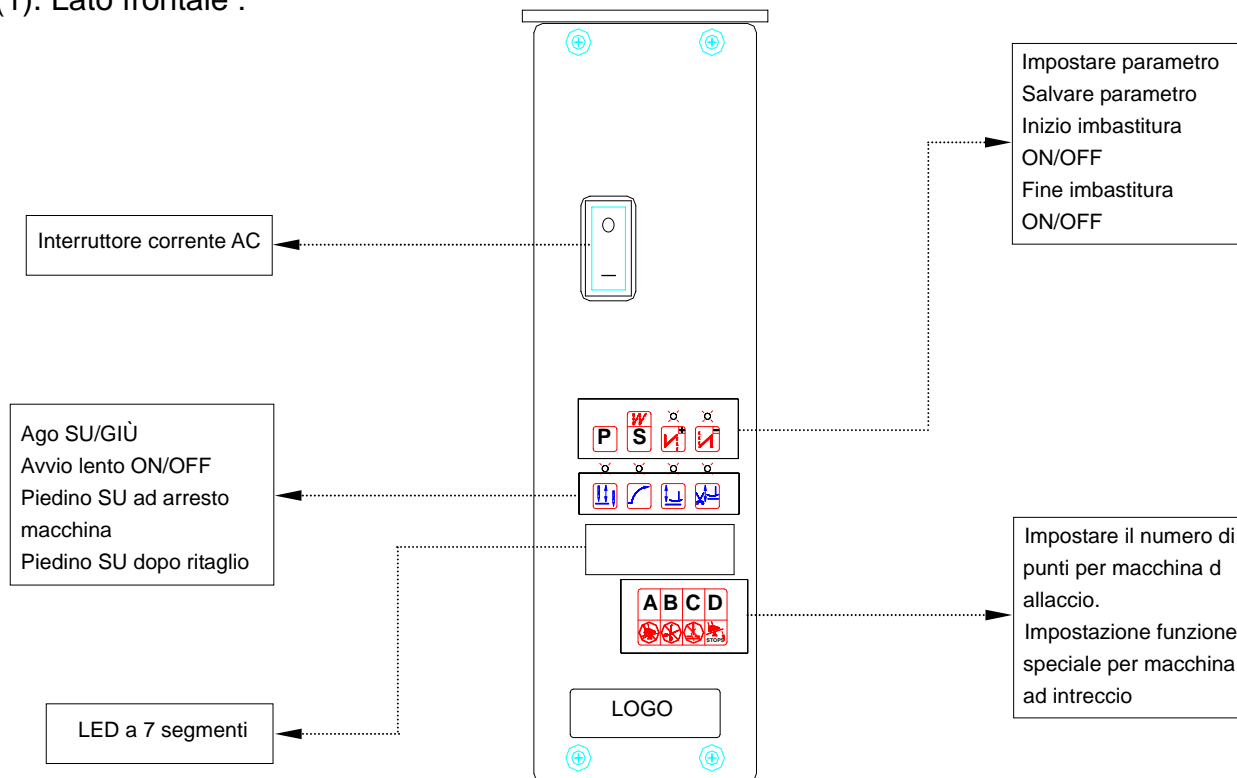 (1). Lato frontale :
Impostare parametro
Salvare parametro
Inizio imbastitura
ON/OFF
Fine imbastitura
ON/OFF
Interruttore corrente AC
Ago SU/GIÙ
Avvio lento ON/OFF
Piedino SU ad arresto
macchina
Piedino SU dopo ritaglio
W
P S
A B C D
STOPS
Impostare il numero di
punti per macchina d
allaccio.
Impostazione funzione
speciale per macchina
ad intreccio
LED a 7 segmenti
LOGO